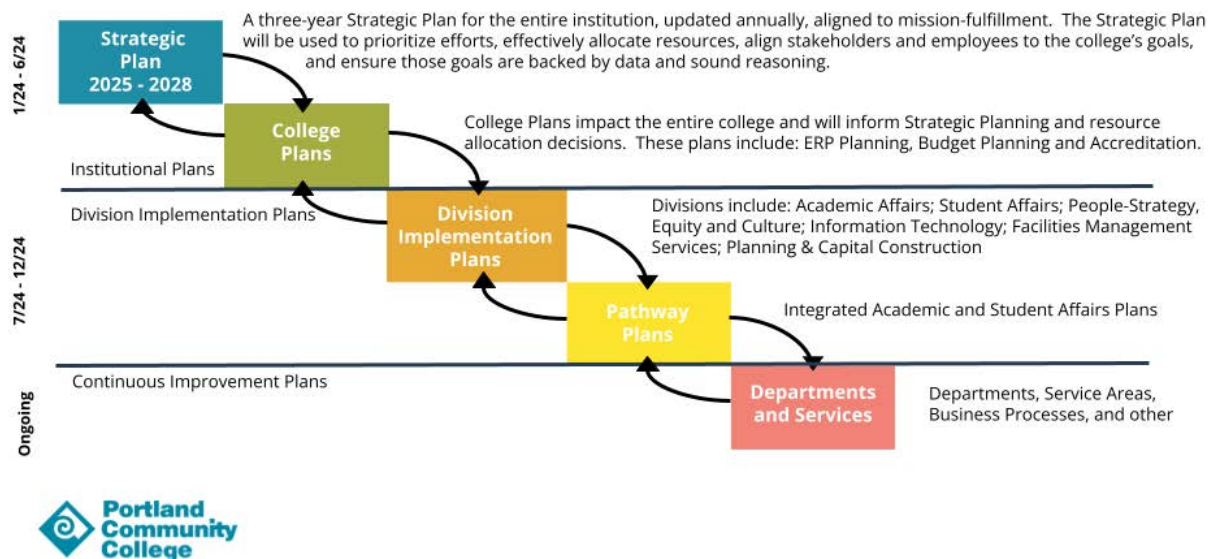 1/24 - 6/24
Strategic
Plan
2025 - 2028
A three-year Strategic Plan for the entire institution, updated annually, aligned to mission-fulfillment. The Strategic Plan
will be used to prioritize efforts, effectively allocate resources, align stakeholders and employees to the college’s goals,
and ensure those goals are backed by data and sound reasoning.
College
Plans
College Plans impact the entire college and will inform Strategic Planning and resource
allocation decisions. These plans include: ERP Planning, Budget Planning and Accreditation.
Institutional Plans
7/24 - 12/24
Division Implementation Plans
Division
Implementation
Plans
Divisions include: Academic Affairs; Student Affairs; People-Strategy,
Equity and Culture; Information Technology; Facilities Management
Services; Planning & Capital Construction
Pathway
Plans
Integrated Academic and Student Affairs Plans
Ongoing
Continuous Improvement Plans
Departments
and Services
Departments, Service Areas,
Business Processes, and other
Portland
Community
College